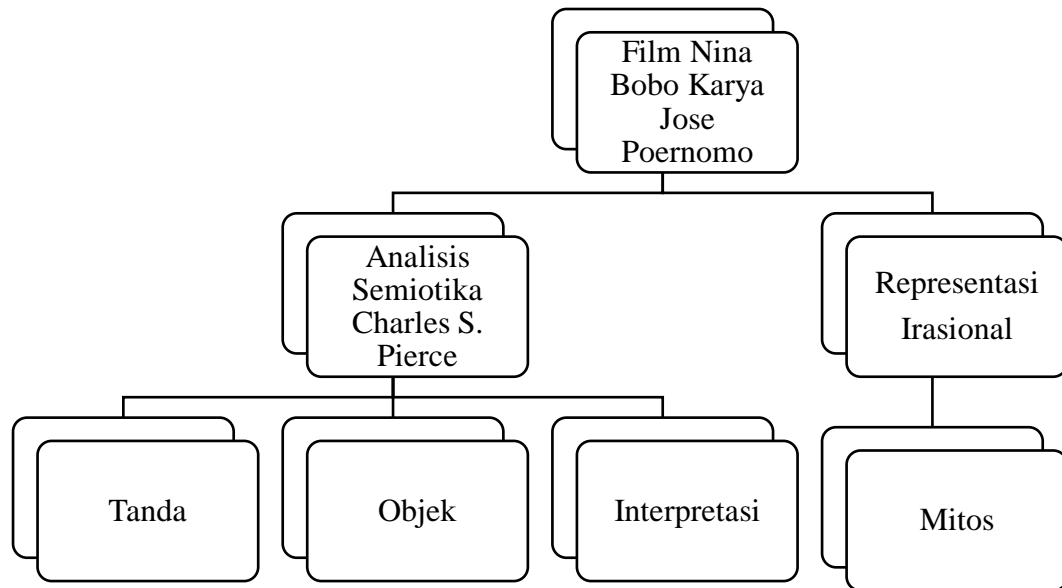 Film Nina
Bobo Karya
Jose
Poernomo
Analisis
Semiotika
Charles S.
Pierce
Representasi
Irasional
Tanda
Objek
Interpretasi
Mitos